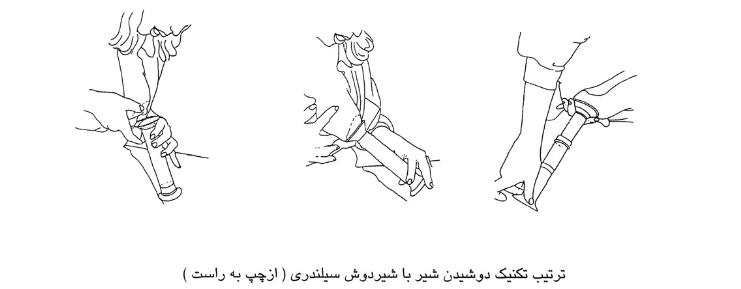 ترتیب تکنیک دوشیدن شیر با شیردوش سیلندری ( ازچپ به راست )